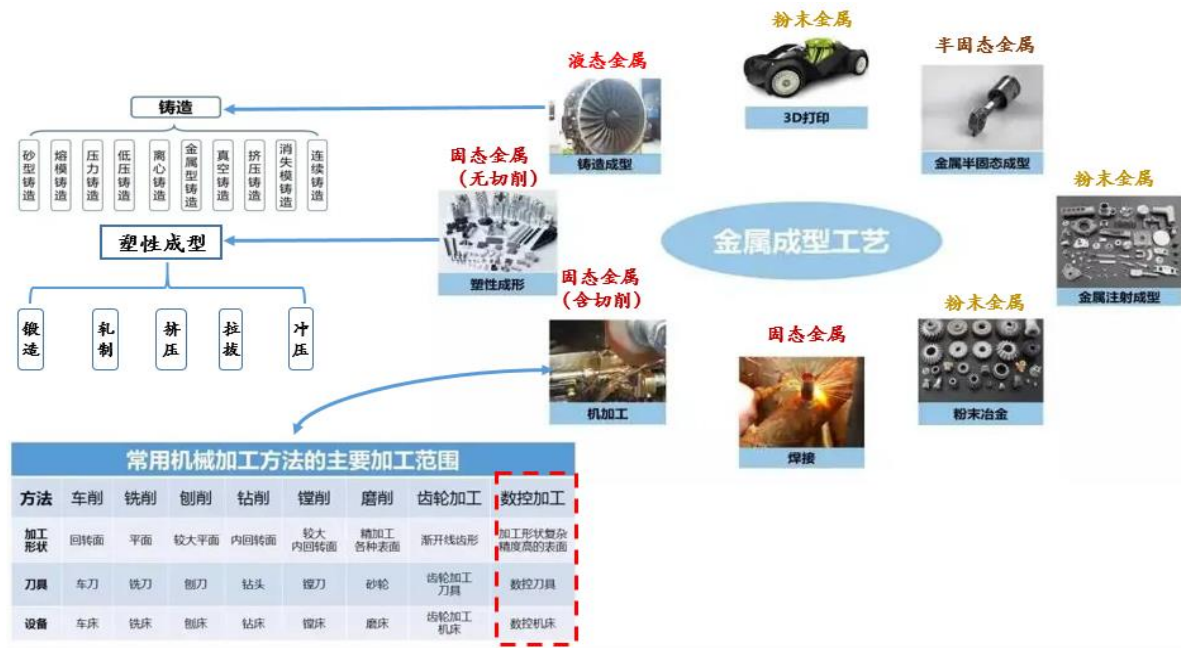 粉末金属
3D打印
半固态金属
金属半固态成型
液态金属
铸造成型
铸造
砂型铸造
熔模铸造
压力铸造
低压铸造
离心铸造
金属型铸造
真空铸造
挤压铸造
消失模铸造
连续铸造
固态金属
（无切削）
塑性成形
塑性成型
锻造
轧制
挤压
拉拔
冲压
粉末金属
金属注射成型
金属成型工艺
固态金属
（含切削）
机加工
固态金属
焊接
粉末金属
粉末冶金
常用机械加工方法的主要加工范围
方法 车削 铣削 刨削 钻削 镗削 磨削 齿轮加工 数控加工
加工
形状 回转面 平面 较大平面 内回转面 较大
内回转面 精加工
各种表面 渐开线齿形 加工形状复杂
精度高的表面
刀具 车刀 铣刀 刨刀 钻头 镗刀 砂轮 齿轮加工
刀具 数控刀具
设备 车床 铣床 刨床 钻床 镗床 磨床 齿轮加工
机床 数控机床